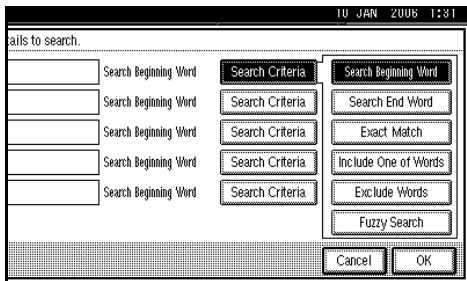 10 JAN 2006 1:31
tails to search.
Search Beginning Word Search Criteria Search Beginning Word
Search Beginning Word Search Criteria Search End Word
Search Beginning Word Search Criteria Exact Match
Search Beginning Word Search Criteria Include One of Words
Search Beginning Word Search Criteria Exclude Words
Fuzzy Search
Cancel OK